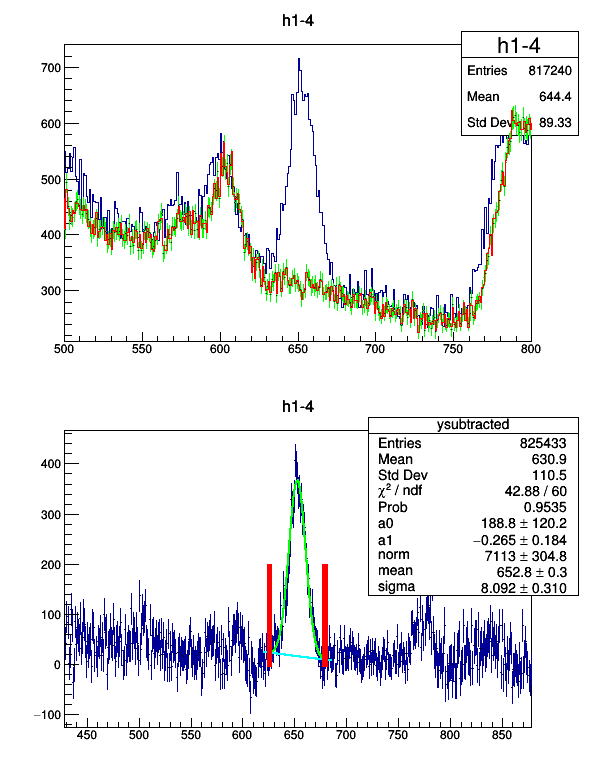 h1-4
h1-4
Entries 817240
Mean 644.4
Std Dev 89.33
700
600
500
400
300
500 550 600 650 700 750 800
h1-4
ysubtracted
Entries 825433
Mean 630.9
Std Dev 110.5
χ² / ndf 42.88 / 60
Prob 0.9535
a0 188.8 ± 120.2
a1 −0.265 ± 0.184
norm 7113 ± 304.8
mean 652.8 ± 0.3
sigma 8.092 ± 0.310
400
300
200
100
0
−100
450 500 550 600 650 700 750 800 850